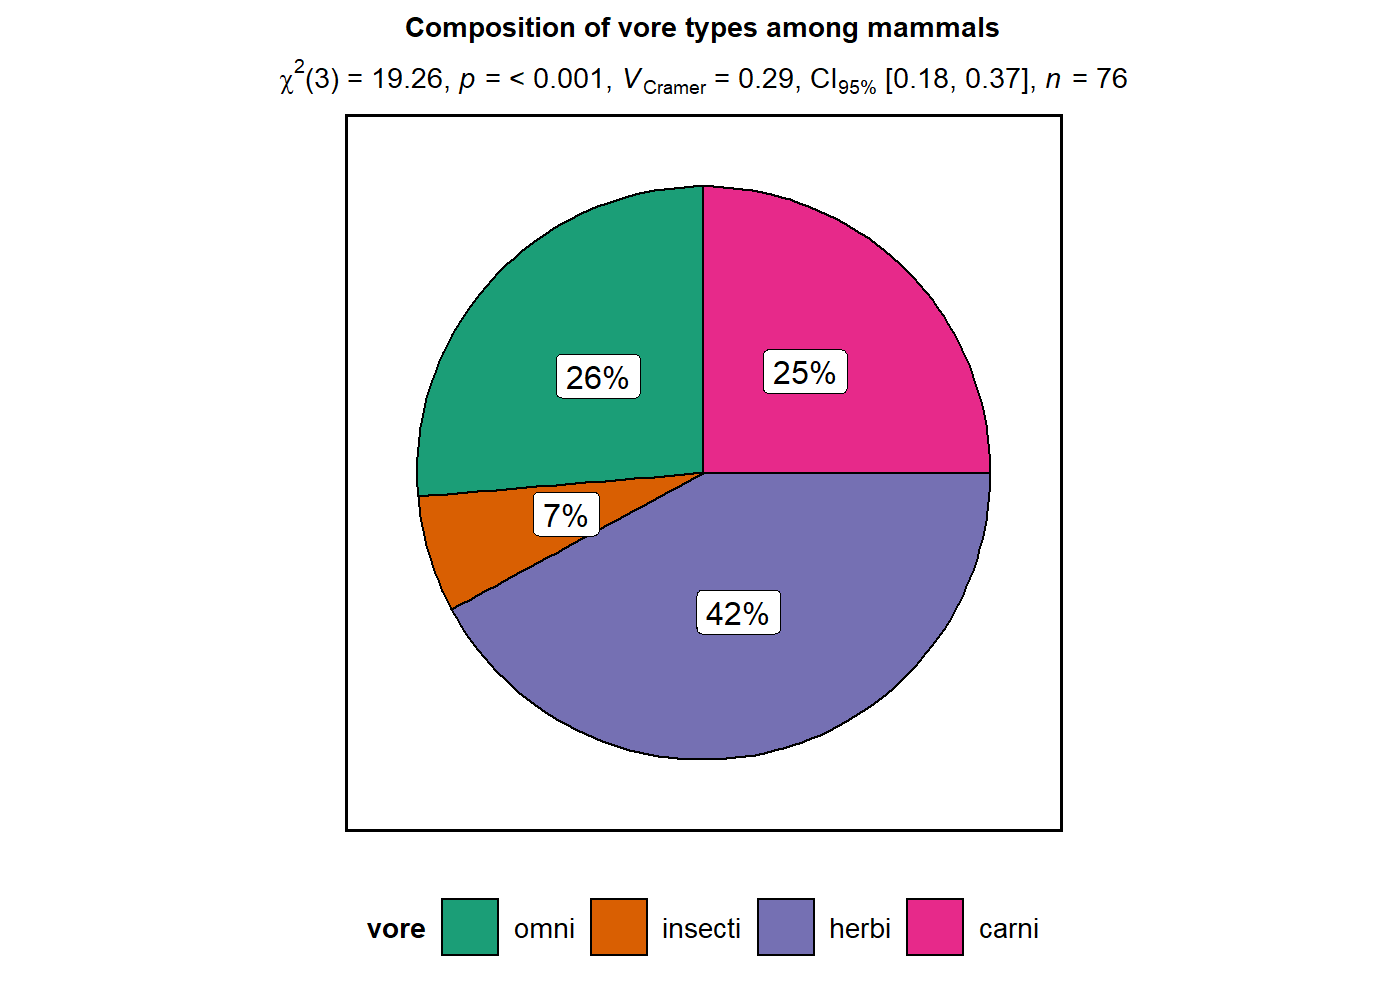 Composition of vore types among mammals
χ²(3) = 19.26, p = < 0.001, V Cramer = 0.29, CI95% [0.18, 0.37], n = 76
26%
25%
7%
42%
vore omni insecti herbi carni